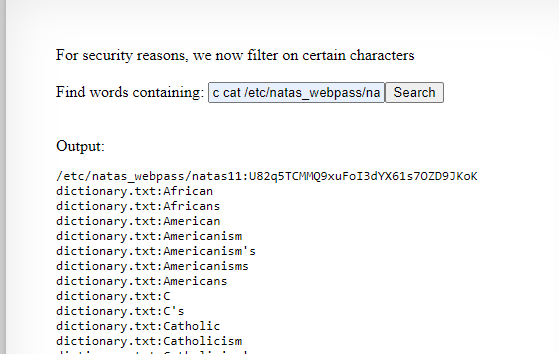 For security reasons, we now filter on certain characters
Find words containing: c cat /etc/natas_webpass/na Search
Output:
/etc/natas_webpass/natas11:U82q5TCMMQ9xuFoI3dYX61s7OZD9JKoK
dictionary.txt:African
dictionary.txt:Africans
dictionary.txt:American
dictionary.txt:Americanism
dictionary.txt:Americanism's
dictionary.txt:Americanisms
dictionary.txt:Americans
dictionary.txt:C
dictionary.txt:C's
dictionary.txt:Catholic
dictionary.txt:Catholicism